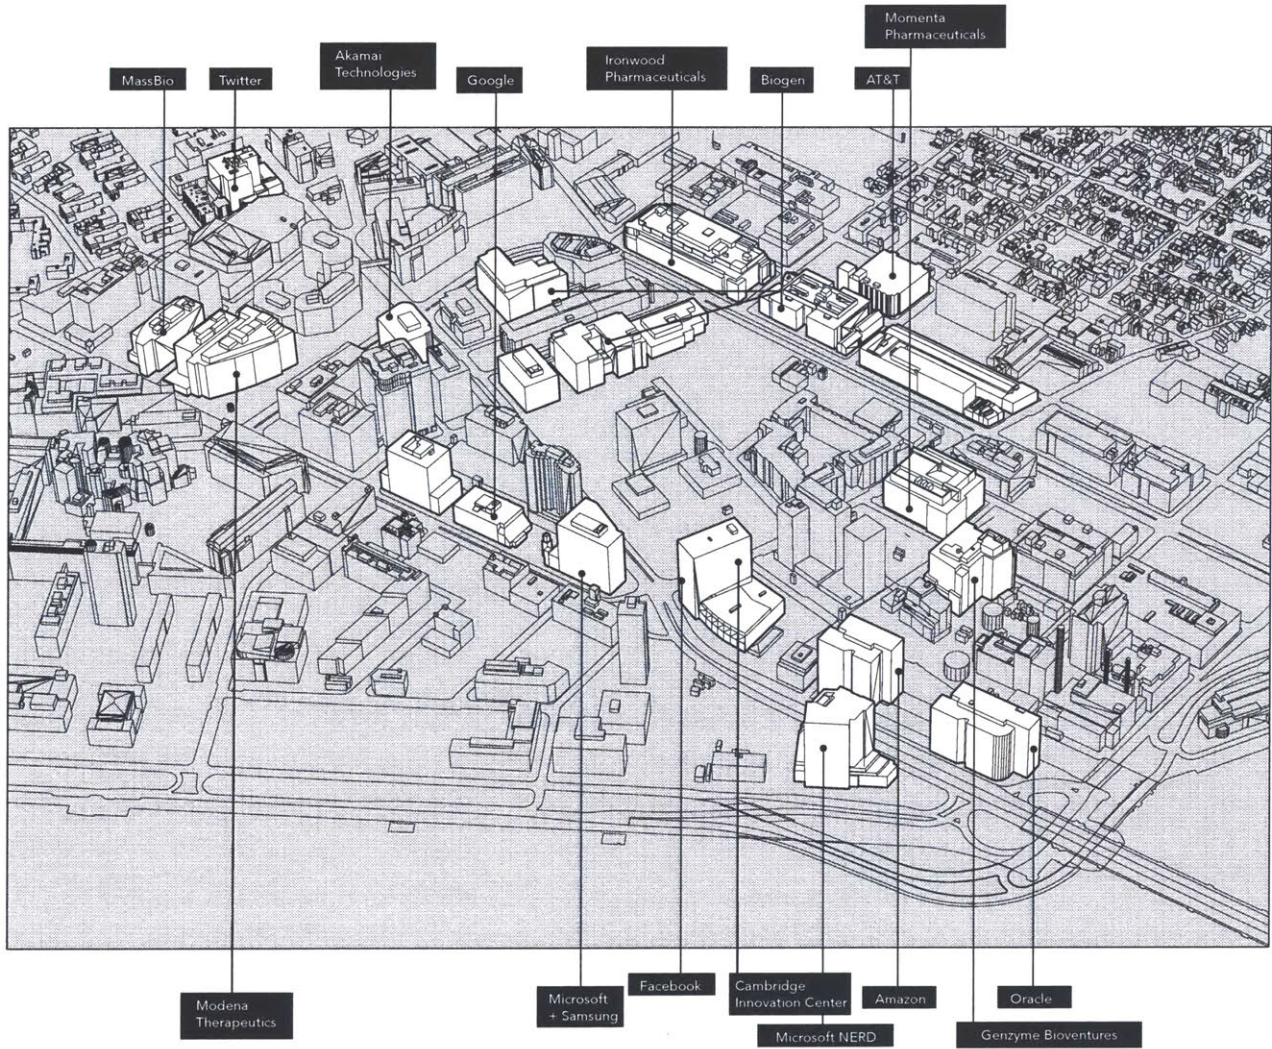 Momenta
Pharmaceuticals
Akamai
Technologies
Ironwood
Pharmaceuticals
MassBio
Twitter
Google
Biogen
AT&T
Modena
Therapeutics
Microsoft
+ Samsung
Facebook
Cambridge
Innovation Center
Amazon
Oracle
Microsoft NERD
Genzyme Bioventures